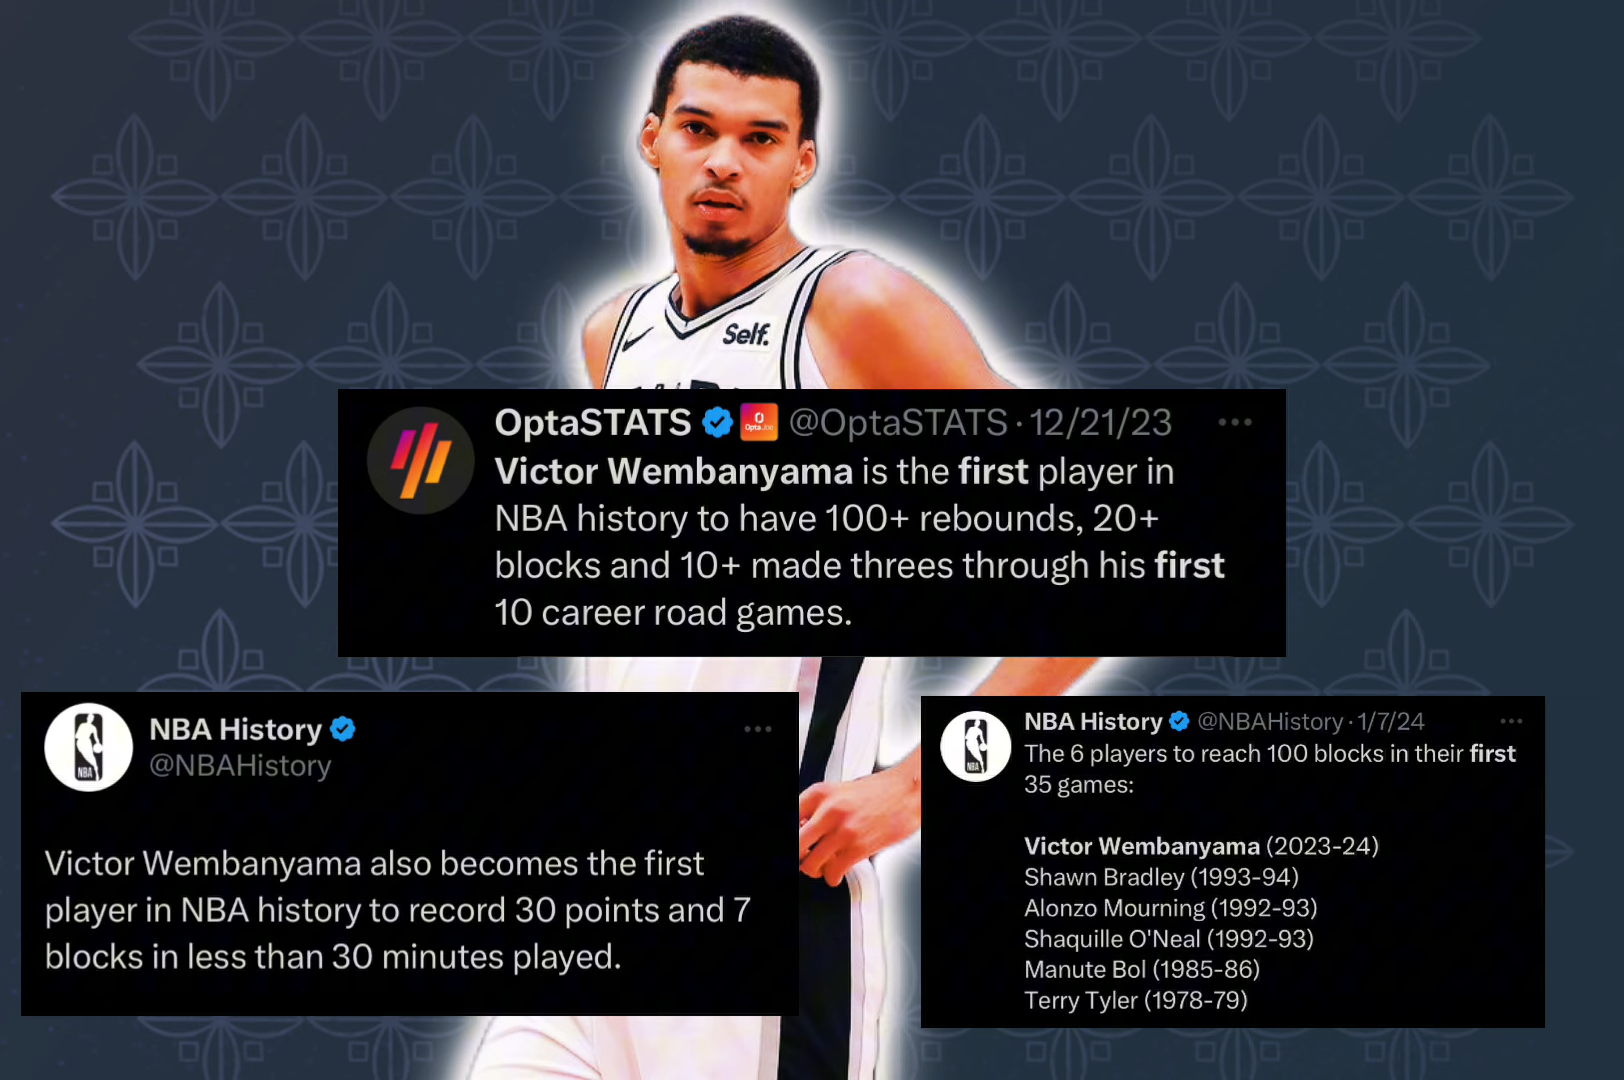 Self.
OptaSTATS @OptaSTATS · 12/21/23
Opta Joe
Victor Wembanyama is the first player in
NBA history to have 100+ rebounds, 20+
blocks and 10+ made threes through his first
10 career road games.
NBA History
@NBAHistory
NBA
Victor Wembanyama also becomes the first
player in NBA history to record 30 points and 7
blocks in less than 30 minutes played.
NBA History @NBAHistory · 1/7/24
NBA
The 6 players to reach 100 blocks in their first
35 games:
Victor Wembanyama (2023-24)
Shawn Bradley (1993-94)
Alonzo Mourning (1992-93)
Shaquille O'Neal (1992-93)
Manute Bol (1985-86)
Terry Tyler (1978-79)